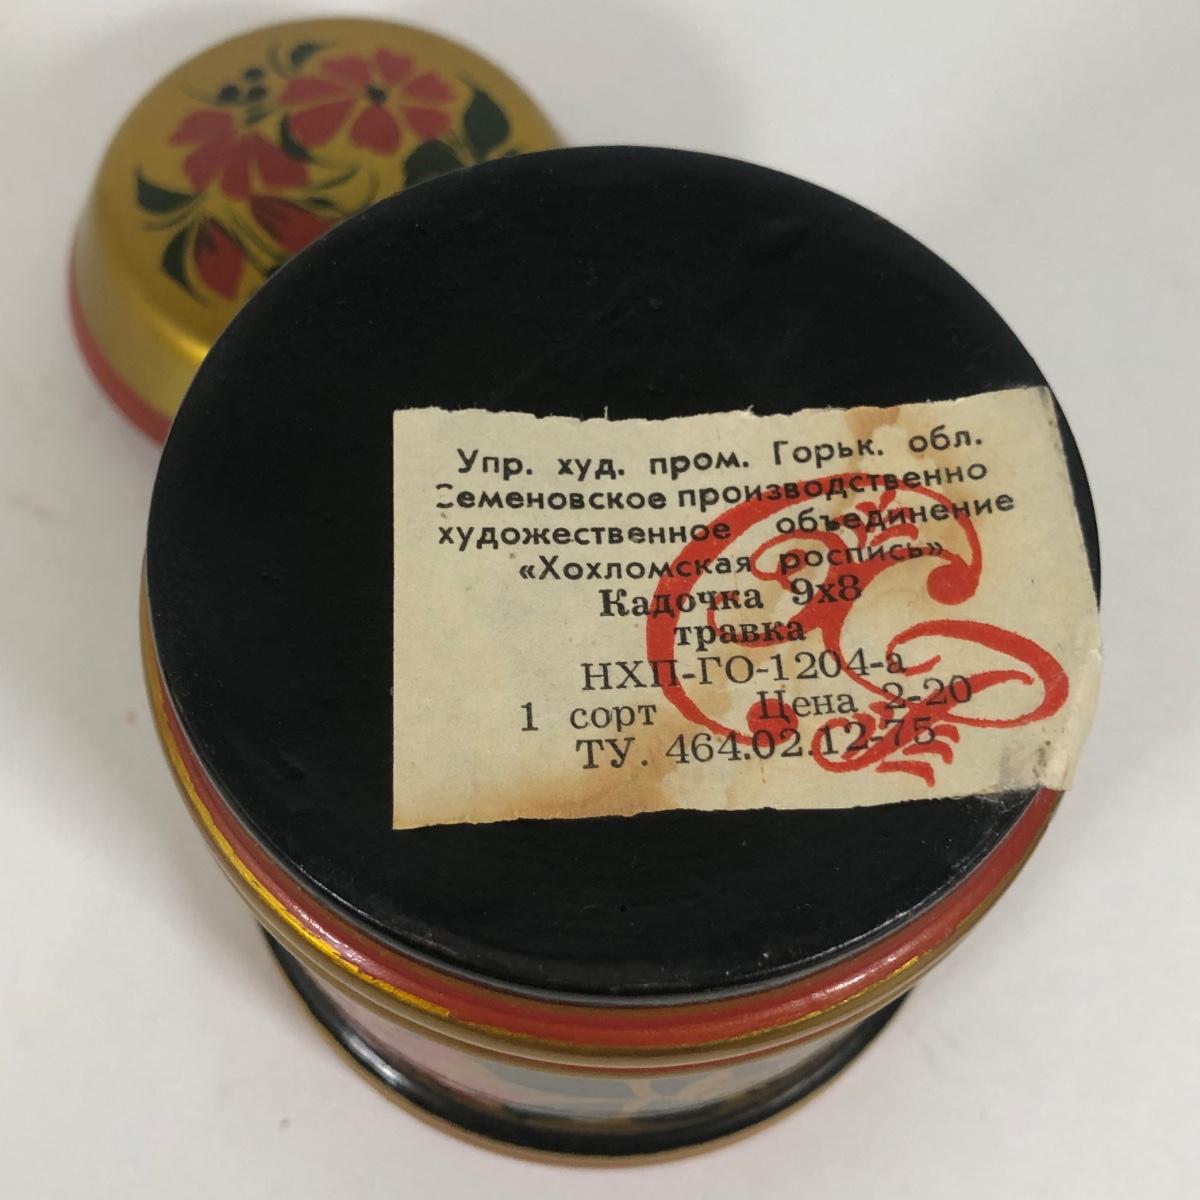 Упр. худ. пром. Горьк. обл.
Семеновское производственно
художественное объединение
«Хохломская роспись»
Кадочка 9х8
травка
НХП-ГО-1204-а
1 сорт Цена 2-20
ТУ. 464.02.12-75